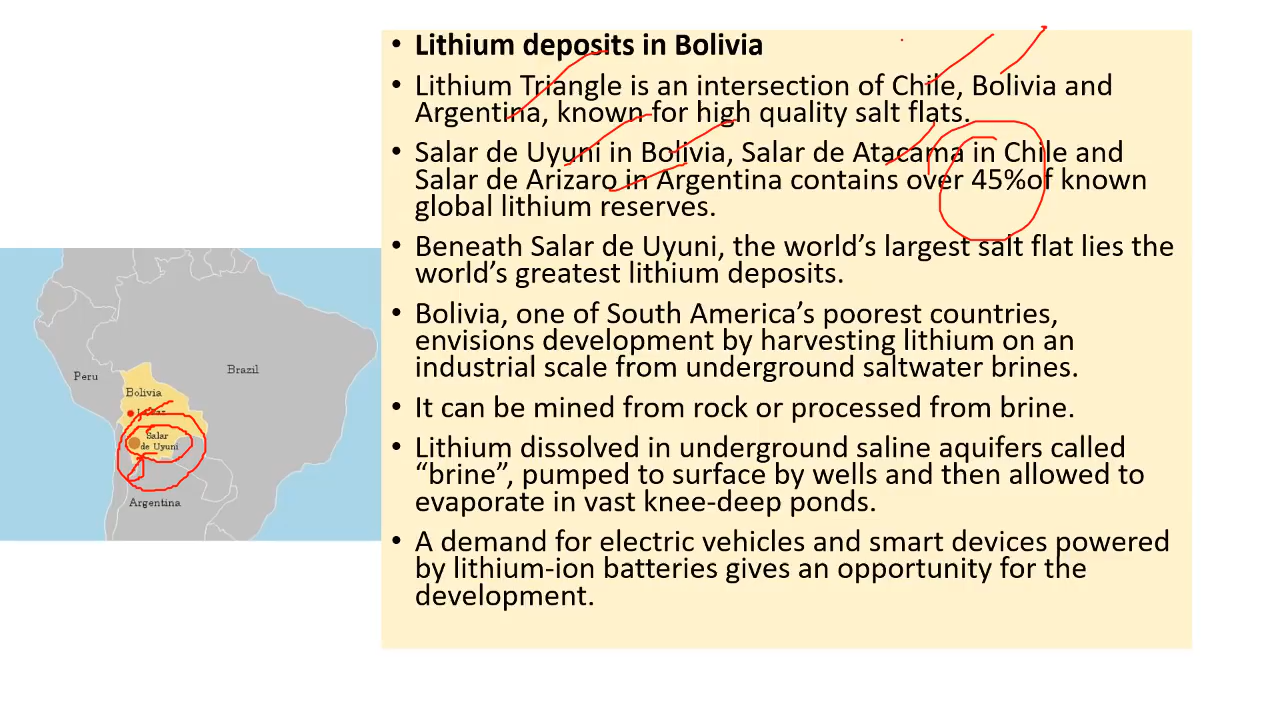 • Lithium deposits in Bolivia
• Lithium Triangle is an intersection of Chile, Bolivia and
Argentina, known for high quality salt flats.
• Salar de Uyuni in Bolivia, Salar de Atacama in Chile and
Salar de Arizaro in Argentina contains over 45%of known
global lithium reserves.
• Beneath Salar de Uyuni, the world’s largest salt flat lies the
world’s greatest lithium deposits.
• Bolivia, one of South America’s poorest countries,
envisions development by harvesting lithium on an
industrial scale from underground saltwater brines.
• It can be mined from rock or processed from brine.
• Lithium dissolved in underground saline aquifers called
“brine”, pumped to surface by wells and then allowed to
evaporate in vast knee-deep ponds.
• A demand for electric vehicles and smart devices powered
by lithium-ion batteries gives an opportunity for the
development.
Peru
Brazil
Bolivia
Salar
de Uyuni
Argentina